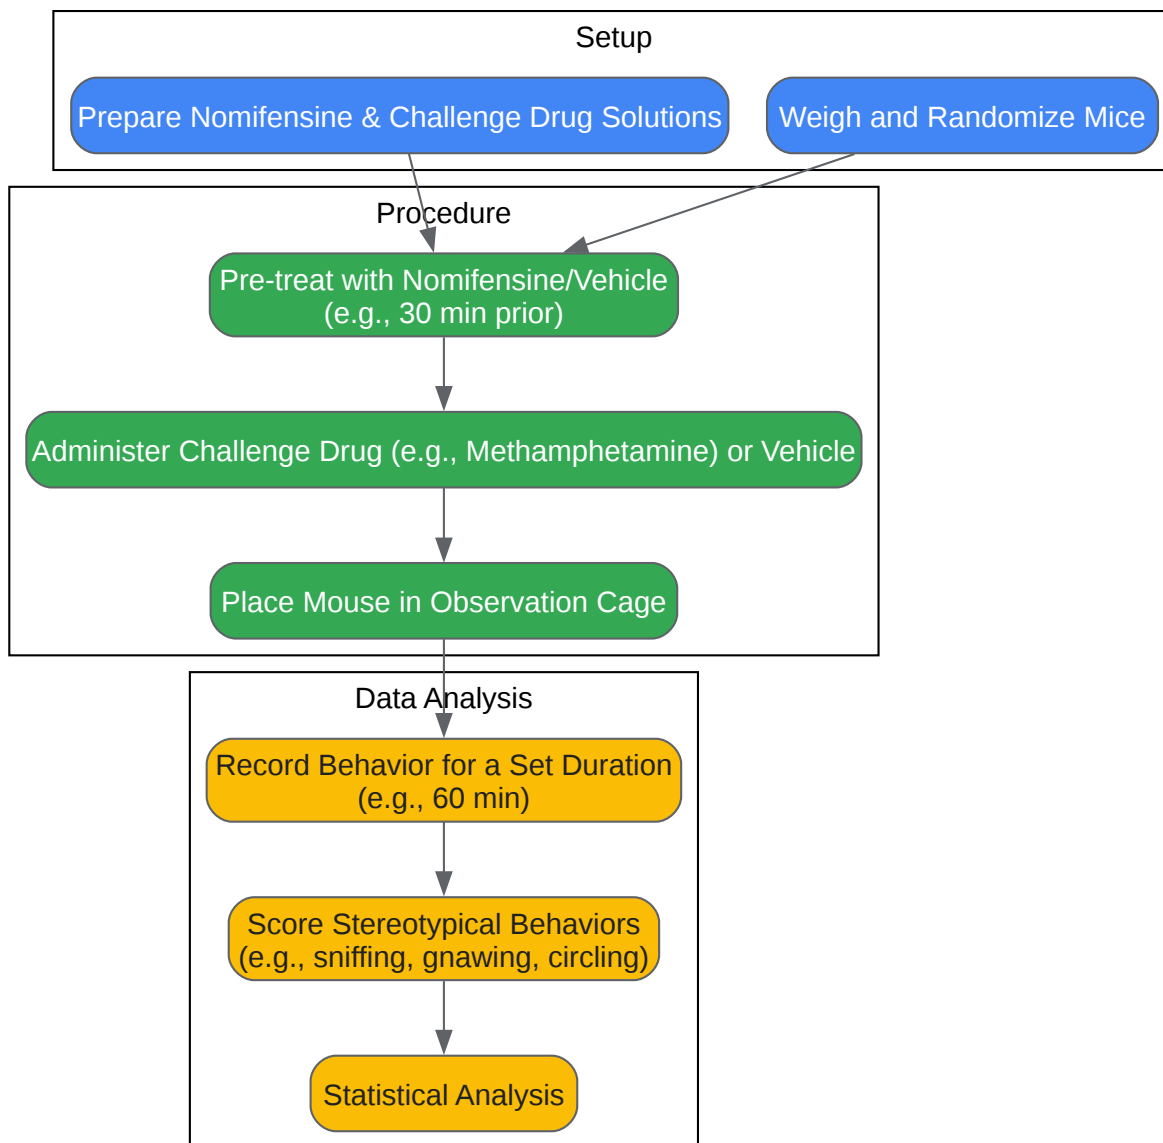 Setup
Prepare Nomifensine & Challenge Drug Solutions
Weigh and Randomize Mice
Procedure
Pre-treat with Nomifensine/Vehicle
(e.g., 30 min prior)
Administer Challenge Drug (e.g., Methamphetamine) or Vehicle
Place Mouse in Observation Cage
Data Analysis
Record Behavior for a Set Duration
(e.g., 60 min)
Score Stereotypical Behaviors
(e.g., sniffing, gnawing, circling)
Statistical Analysis